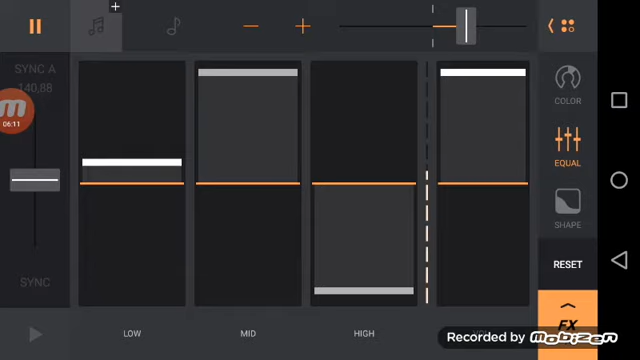 SYNC A
140,88
06:11
SYNC
LOW
MID
HIGH
COLOR
EQUAL
SHAPE
RESET
FX
Recorded by Mobizen